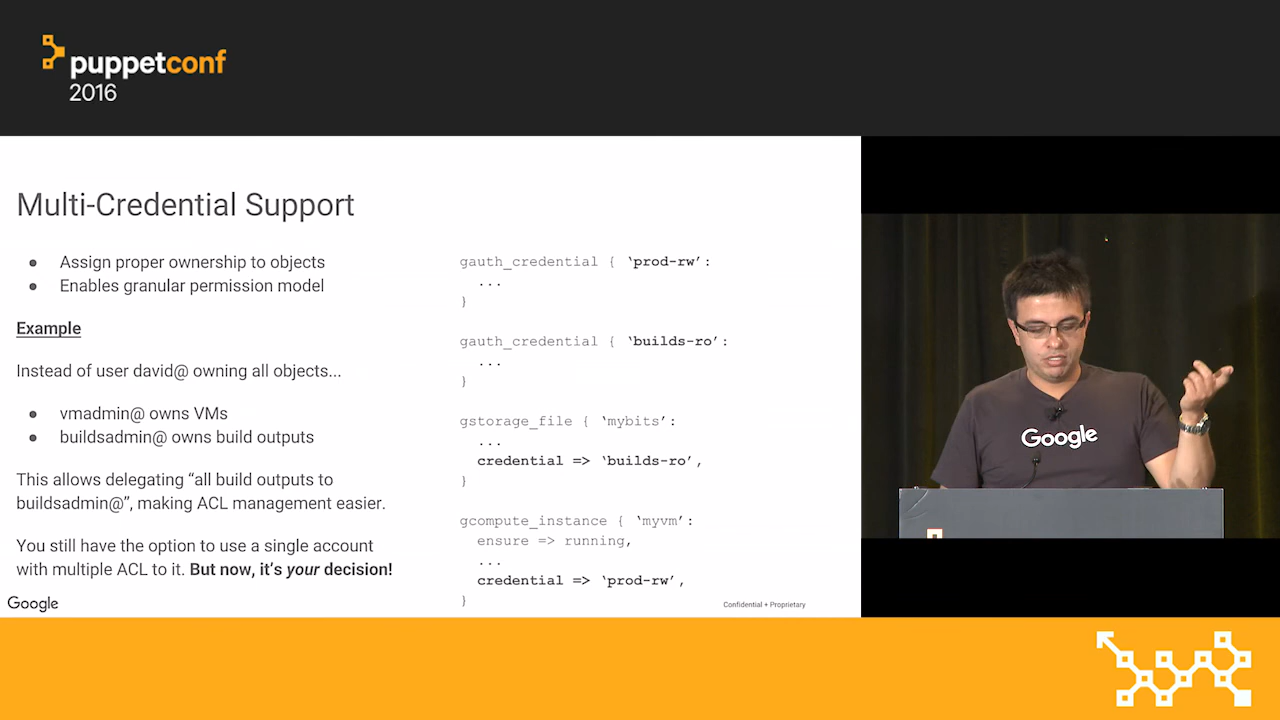 puppetconf
2016
Multi-Credential Support
● Assign proper ownership to objects
● Enables granular permission model
Example
Instead of user david@ owning all objects...
● vmadmin@ owns VMs
● buildsadmin@ owns build outputs
This allows delegating “all build outputs to
buildsadmin@”, making ACL management easier.
You still have the option to use a single account
with multiple ACL to it. But now, it’s your decision!
Google
gauth_credential { ‘prod-rw’:
...
}
gauth_credential { ‘builds-ro’:
...
}
gstorage_file { ‘mybits’:
...
credential => ‘builds-ro’,
}
gcompute_instance { ‘myvm’:
ensure => running,
...
credential => ‘prod-rw’,
}
Confidential + Proprietary
Google